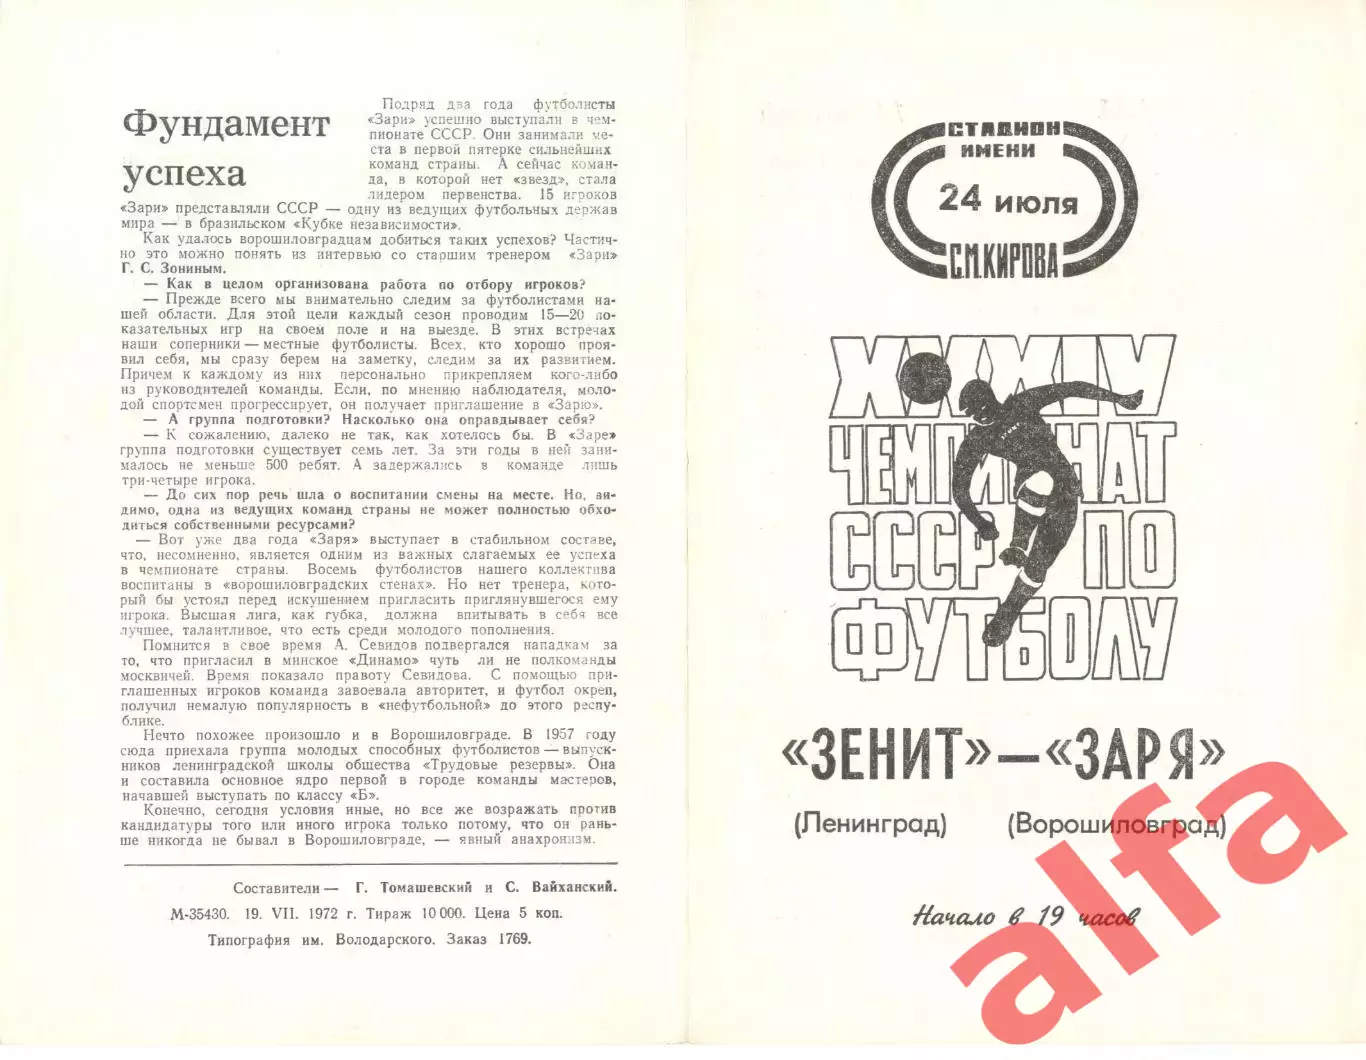 Фундамент
успеха
Подряд два года футболисты
«Зари» успешно выступали в чем-
пионате СССР. Они занимали ме-
ста в первой пятерке сильнейших
команд страны. А сейчас коман-
да, в которой нет «звезд», стала
лидером первенства. 15 игроков
«Зари» представляли СССР — одну из ведущих футбольных держав
мира — в бразильском «Кубке независимости».
Как удалось ворошиловградцам добиться таких успехов? Частич-
но это можно понять из интервью со старшим тренером «Зари»
Г. С. Зониным.
— Как в целом организована работа по отбору игроков?
— Прежде всего мы внимательно следим за футболистами на-
шей области. Для этой цели каждый сезон проводим 15—20 по-
казательных игр на своем поле и на выезде. В этих встречах
наши соперники — местные футболисты. Всех, кто хорошо проя-
вил себя, мы сразу берем на заметку, следим за их развитием.
Причем к каждому из них персонально прикрепляем кого-либо
из руководителей команды. Если, по мнению наблюдателя, моло-
дой спортсмен прогрессирует, он получает приглашение в «Зарю».
— А группа подготовки? Насколько она оправдывает себя?
— К сожалению, далеко не так, как хотелось бы. В «Заре»
группа подготовки существует семь лет. За эти годы в ней зани-
малось не меньше 500 ребят. А задержались в команде лишь
три-четыре игрока.
— До сих пор речь шла о воспитании смены на месте. Но, ви-
димо, одна из ведущих команд страны не может полностью обхо-
диться собственными ресурсами?
— Вот уже два года «Заря» выступает в стабильном составе,
что, несомненно, является одним из важных слагаемых ее успеха
в чемпионате страны. Восемь футболистов нашего коллектива
воспитаны в «ворошиловградских стенах». Но нет тренера, кото-
рый бы устоял перед искушением пригласить приглянувшегося ему
игрока. Высшая лига, как губка, должна впитывать в себя все
лучшее, талантливое, что есть среди молодого пополнения.
Помнится в свое время А. Севидов подвергался нападкам за
то, что пригласил в минское «Динамо» чуть ли не полкоманды
москвичей. Время показало правоту Севидова. С помощью при-
глашенных игроков команда завоевала авторитет, и футбол окреп,
получил немалую популярность в «нефутбольной» до этого респу-
блике.
Нечто похожее произошло и в Ворошиловграде. В 1957 году
сюда приехала группа молодых способных футболистов — выпуск-
ников ленинградской школы общества «Трудовые резервы». Она
и составила основное ядро первой в городе команды мастеров,
начавшей выступать по классу «Б».
Конечно, сегодня условия иные, но все же возражать против
кандидатуры того или иного игрока только потому, что он рань-
ше никогда не бывал в Ворошиловграде, — явный анахронизм.
Составители — Г. Томашевский и С. Вайханский.
М-35430. 19. VII. 1972 г. Тираж 10 000. Цена 5 коп.
Типография им. Володарского. Заказ 1769.
СТАДИОН
ИМЕНИ
24 ИЮЛЯ
С.М.КИРОВА
XXXIV
ЧЕМПИОНАТ
СССР ПО
ФУТБОЛУ
«ЗЕНИТ»—«ЗАРЯ»
(Ленинград) (Ворошиловград)
Начало в 19 часов
alfa